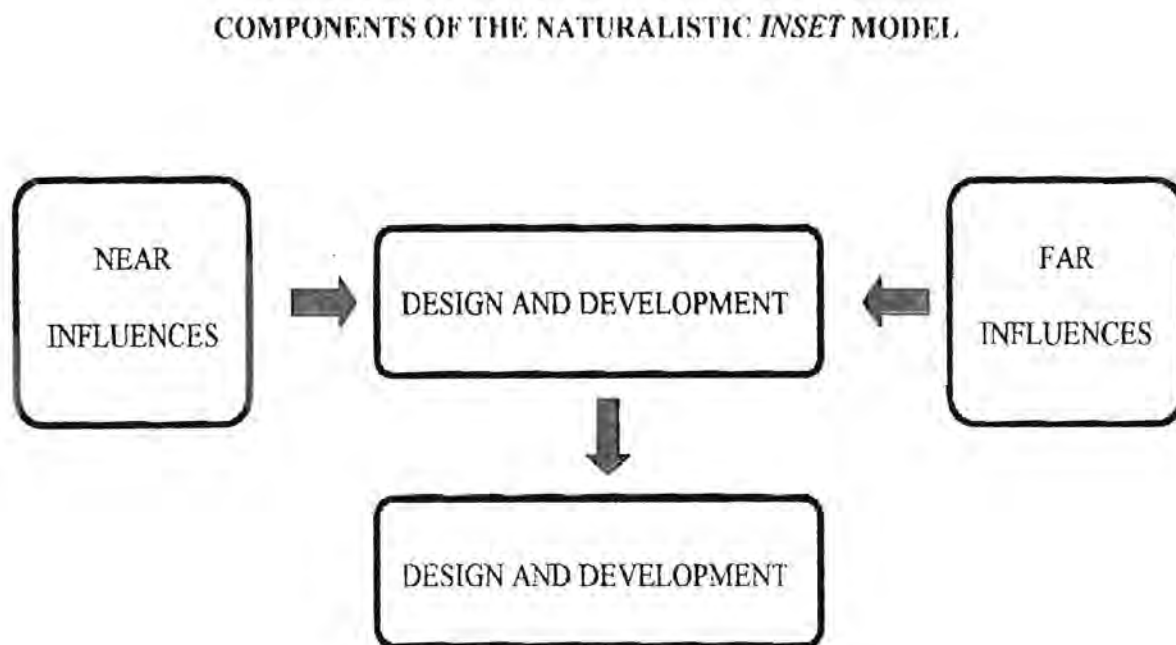 COMPONENTS OF THE NATURALISTIC INSET MODEL
NEAR
INFLUENCES
DESIGN AND DEVELOPMENT
FAR
INFLUENCES
DESIGN AND DEVELOPMENT